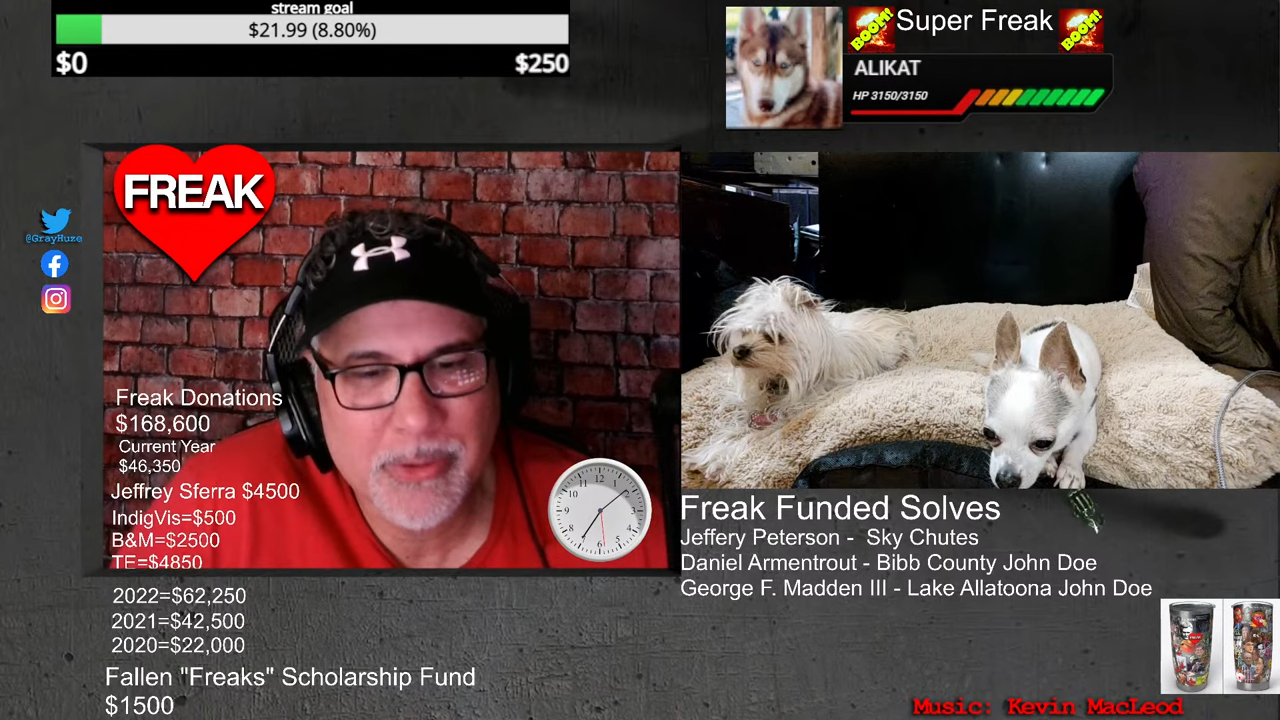 stream goal
$21.99 (8.80%)
$0
$250
BOOM!
Super Freak
BOOM!
ALIKAT
HP 3150/3150
FREAK
@GrayHuze
Freak Donations
$168,600
Current Year
$46,350
Jeffrey Sferra $4500
IndigVis=$500
B&M=$2500
TE=$4850
2022=$62,250
2021=$42,500
2020=$22,000
Fallen "Freaks" Scholarship Fund
$1500
Freak Funded Solves
Jeffery Peterson - Sky Chutes
Daniel Armentrout - Bibb County John Doe
George F. Madden III - Lake Allatoona John Doe
Music: Kevin MacLeod